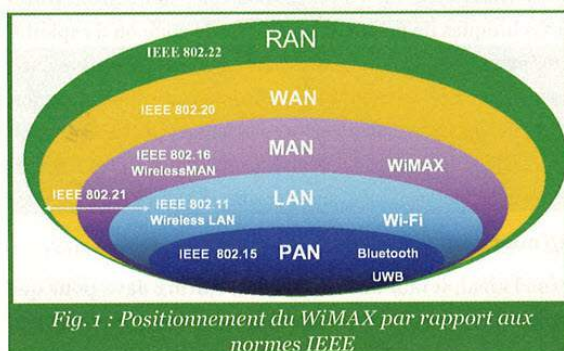 RAN
IEEE 802.22
WAN
IEEE 802.20
MAN
IEEE 802.16
WirelessMAN
WiMAX
IEEE 802.21
LAN
IEEE 802.11
Wireless LAN
Wi-Fi
IEEE 802.15
PAN
Bluetooth
UWB
Fig. 1 : Positionnement du WiMAX par rapport aux
normes IEEE